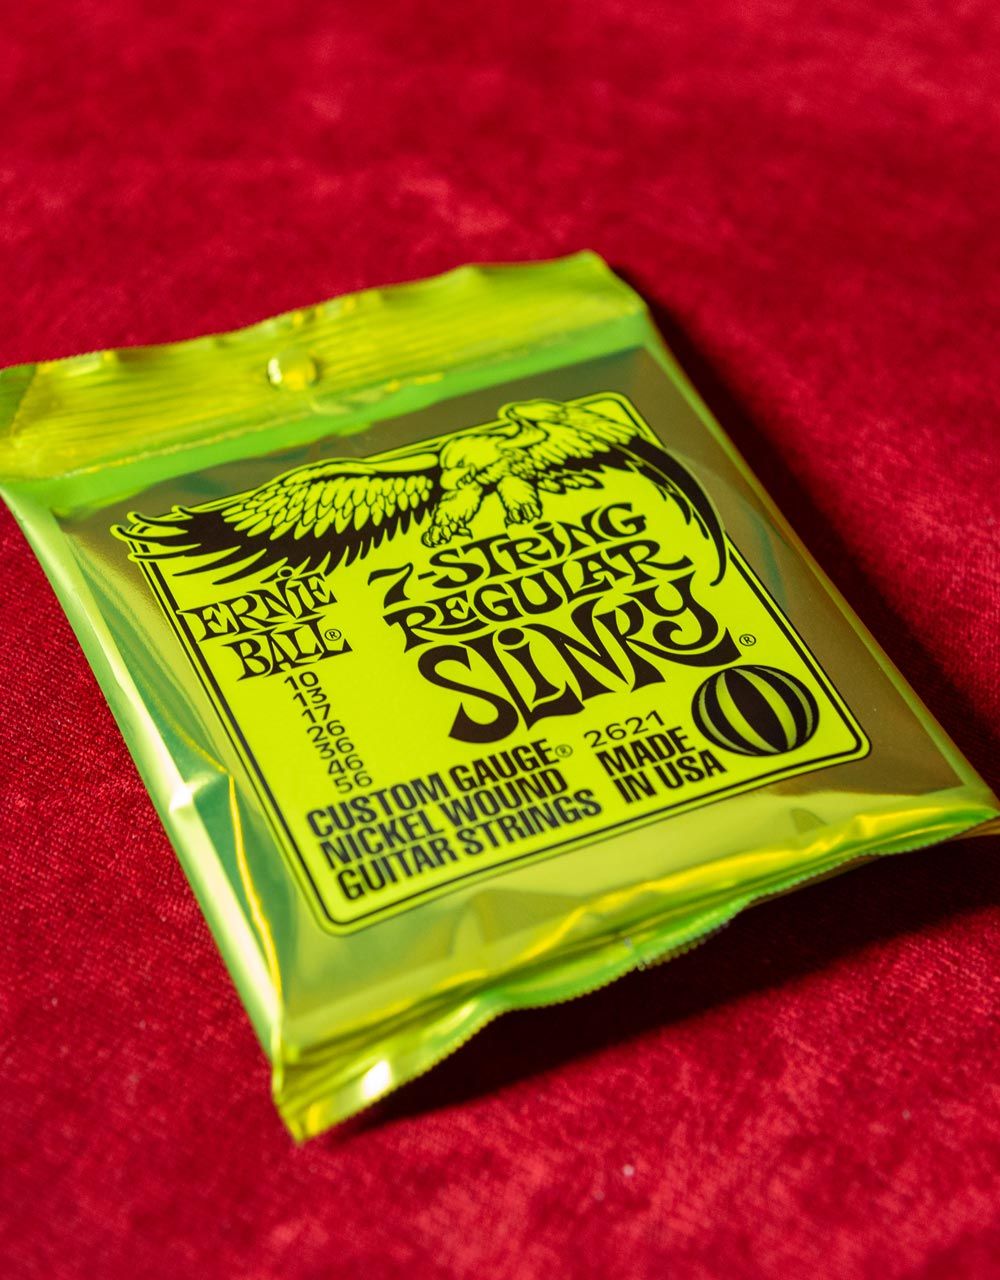 ERNIE
BALL®
7-STRING
REGULAR
SLINKY®
10
13
17
26
36
46
56
CUSTOM GAUGE®
NICKEL WOUND
GUITAR STRINGS
2621
MADE
IN USA